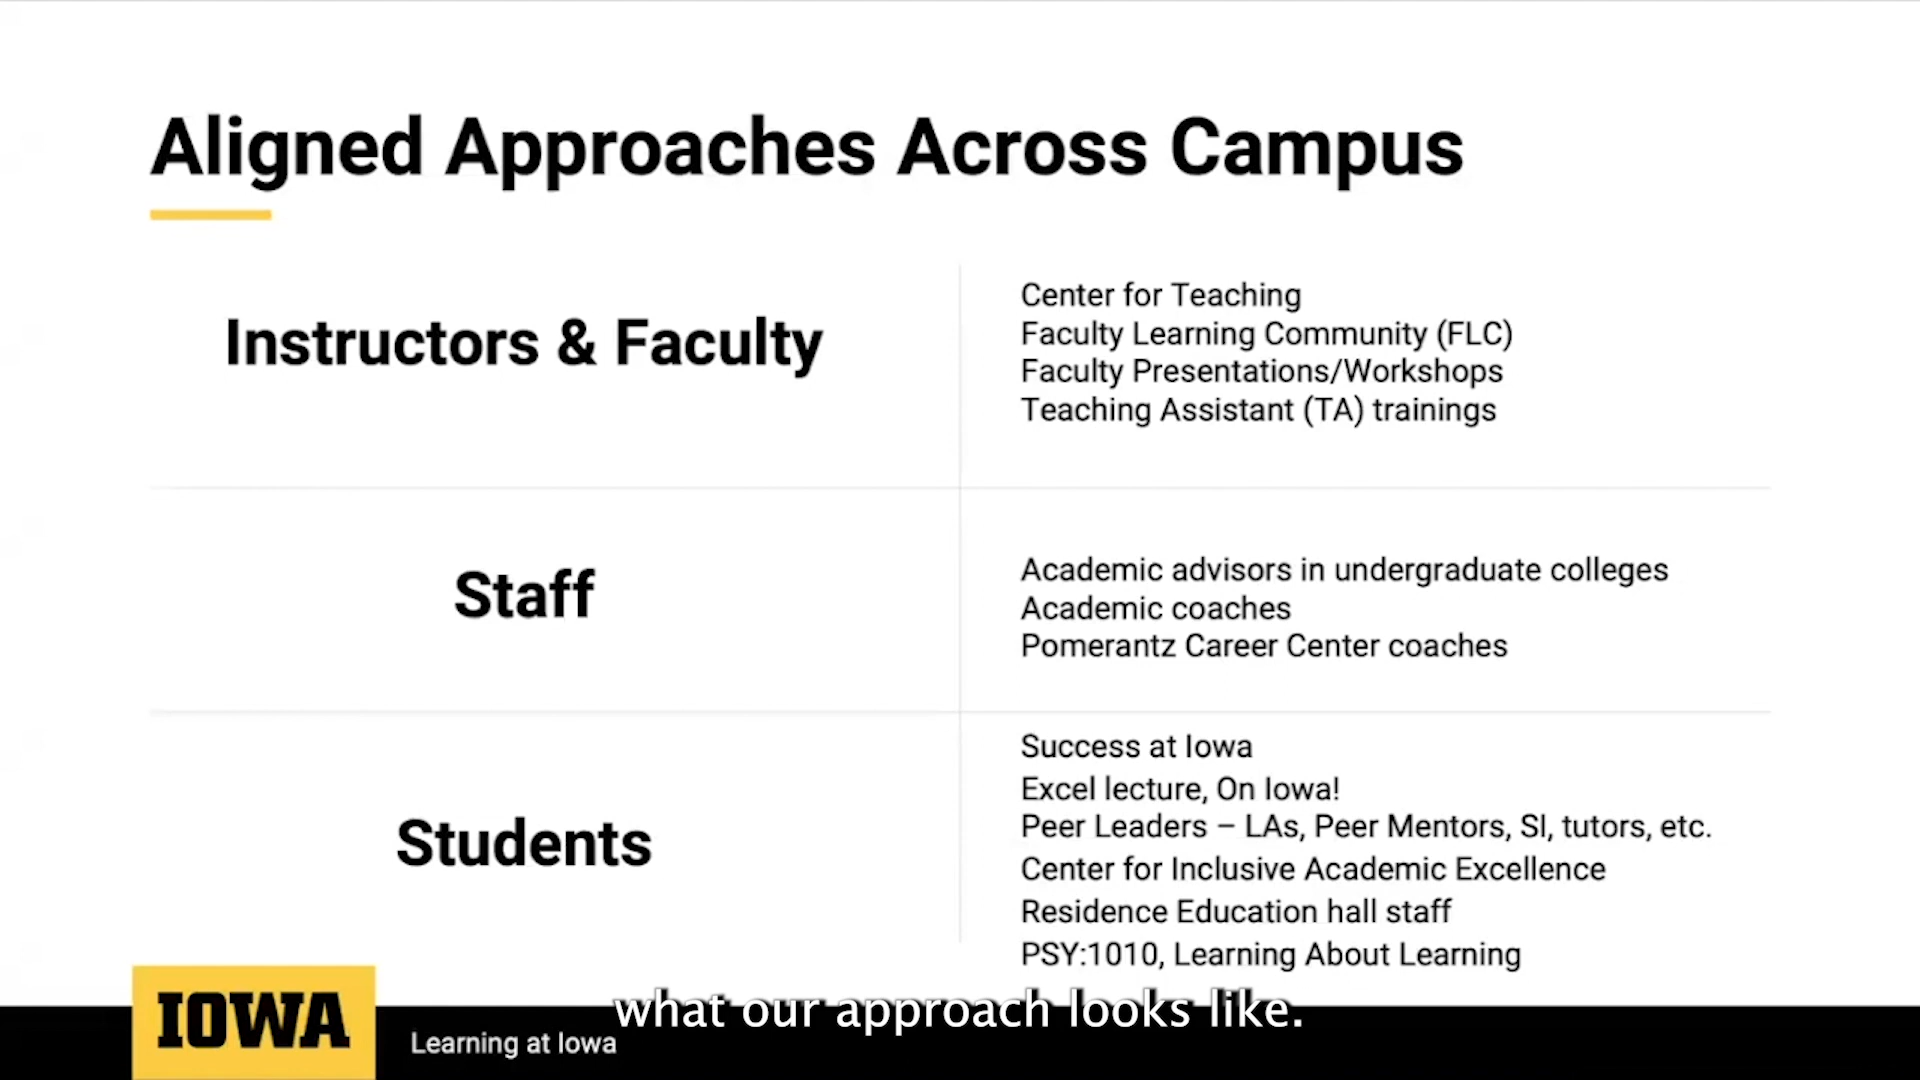 Aligned Approaches Across Campus
Instructors & Faculty
Center for Teaching
Faculty Learning Community (FLC)
Faculty Presentations/Workshops
Teaching Assistant (TA) trainings
Staff
Academic advisors in undergraduate colleges
Academic coaches
Pomerantz Career Center coaches
Students
Success at Iowa
Excel lecture, On Iowa!
Peer Leaders – LAs, Peer Mentors, SI, tutors, etc.
Center for Inclusive Academic Excellence
Residence Education hall staff
PSY:1010, Learning About Learning
what our approach looks like.
IOWA
Learning at Iowa